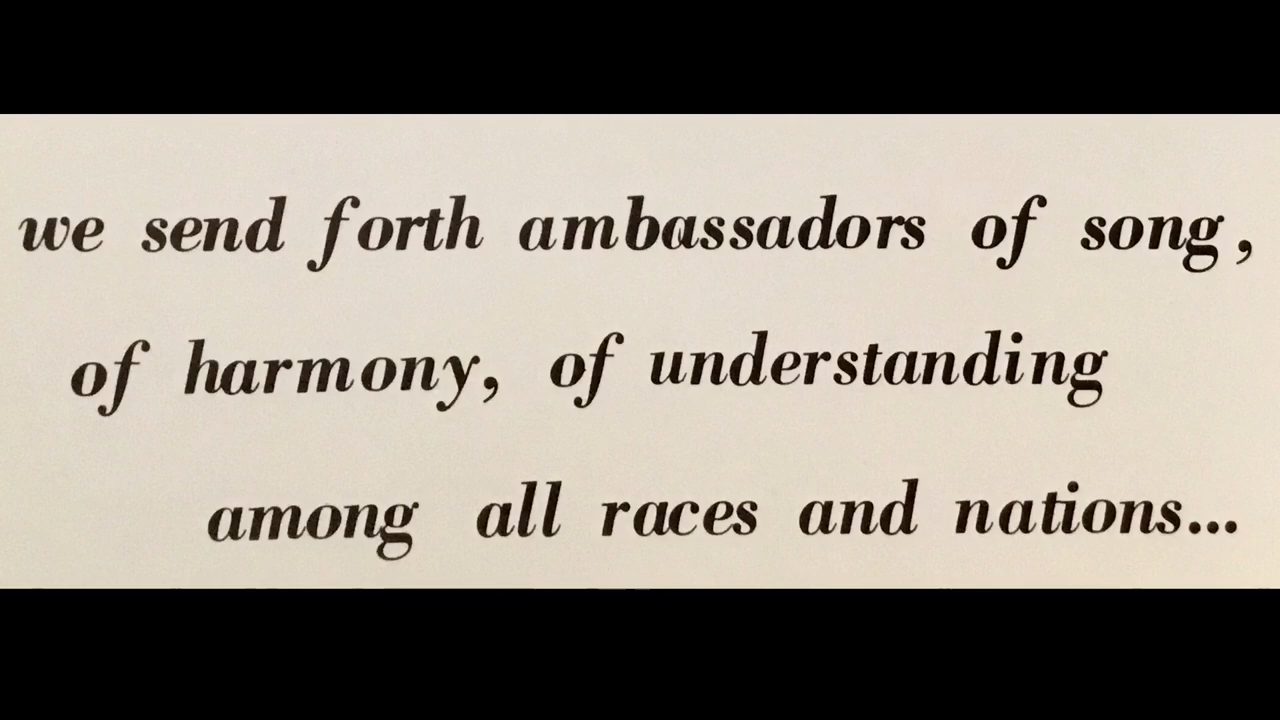 we send forth ambassadors of song,
of harmony, of understanding
among all races and nations...